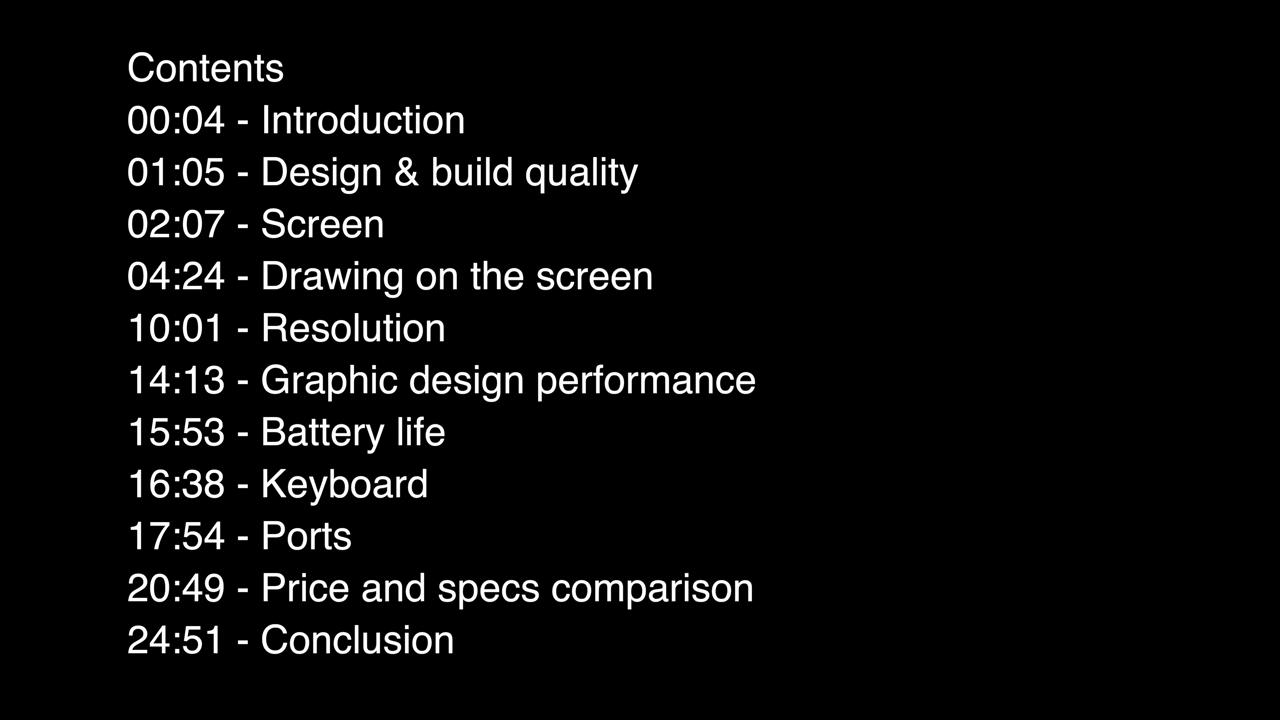 Contents
00:04 - Introduction
01:05 - Design & build quality
02:07 - Screen
04:24 - Drawing on the screen
10:01 - Resolution
14:13 - Graphic design performance
15:53 - Battery life
16:38 - Keyboard
17:54 - Ports
20:49 - Price and specs comparison
24:51 - Conclusion